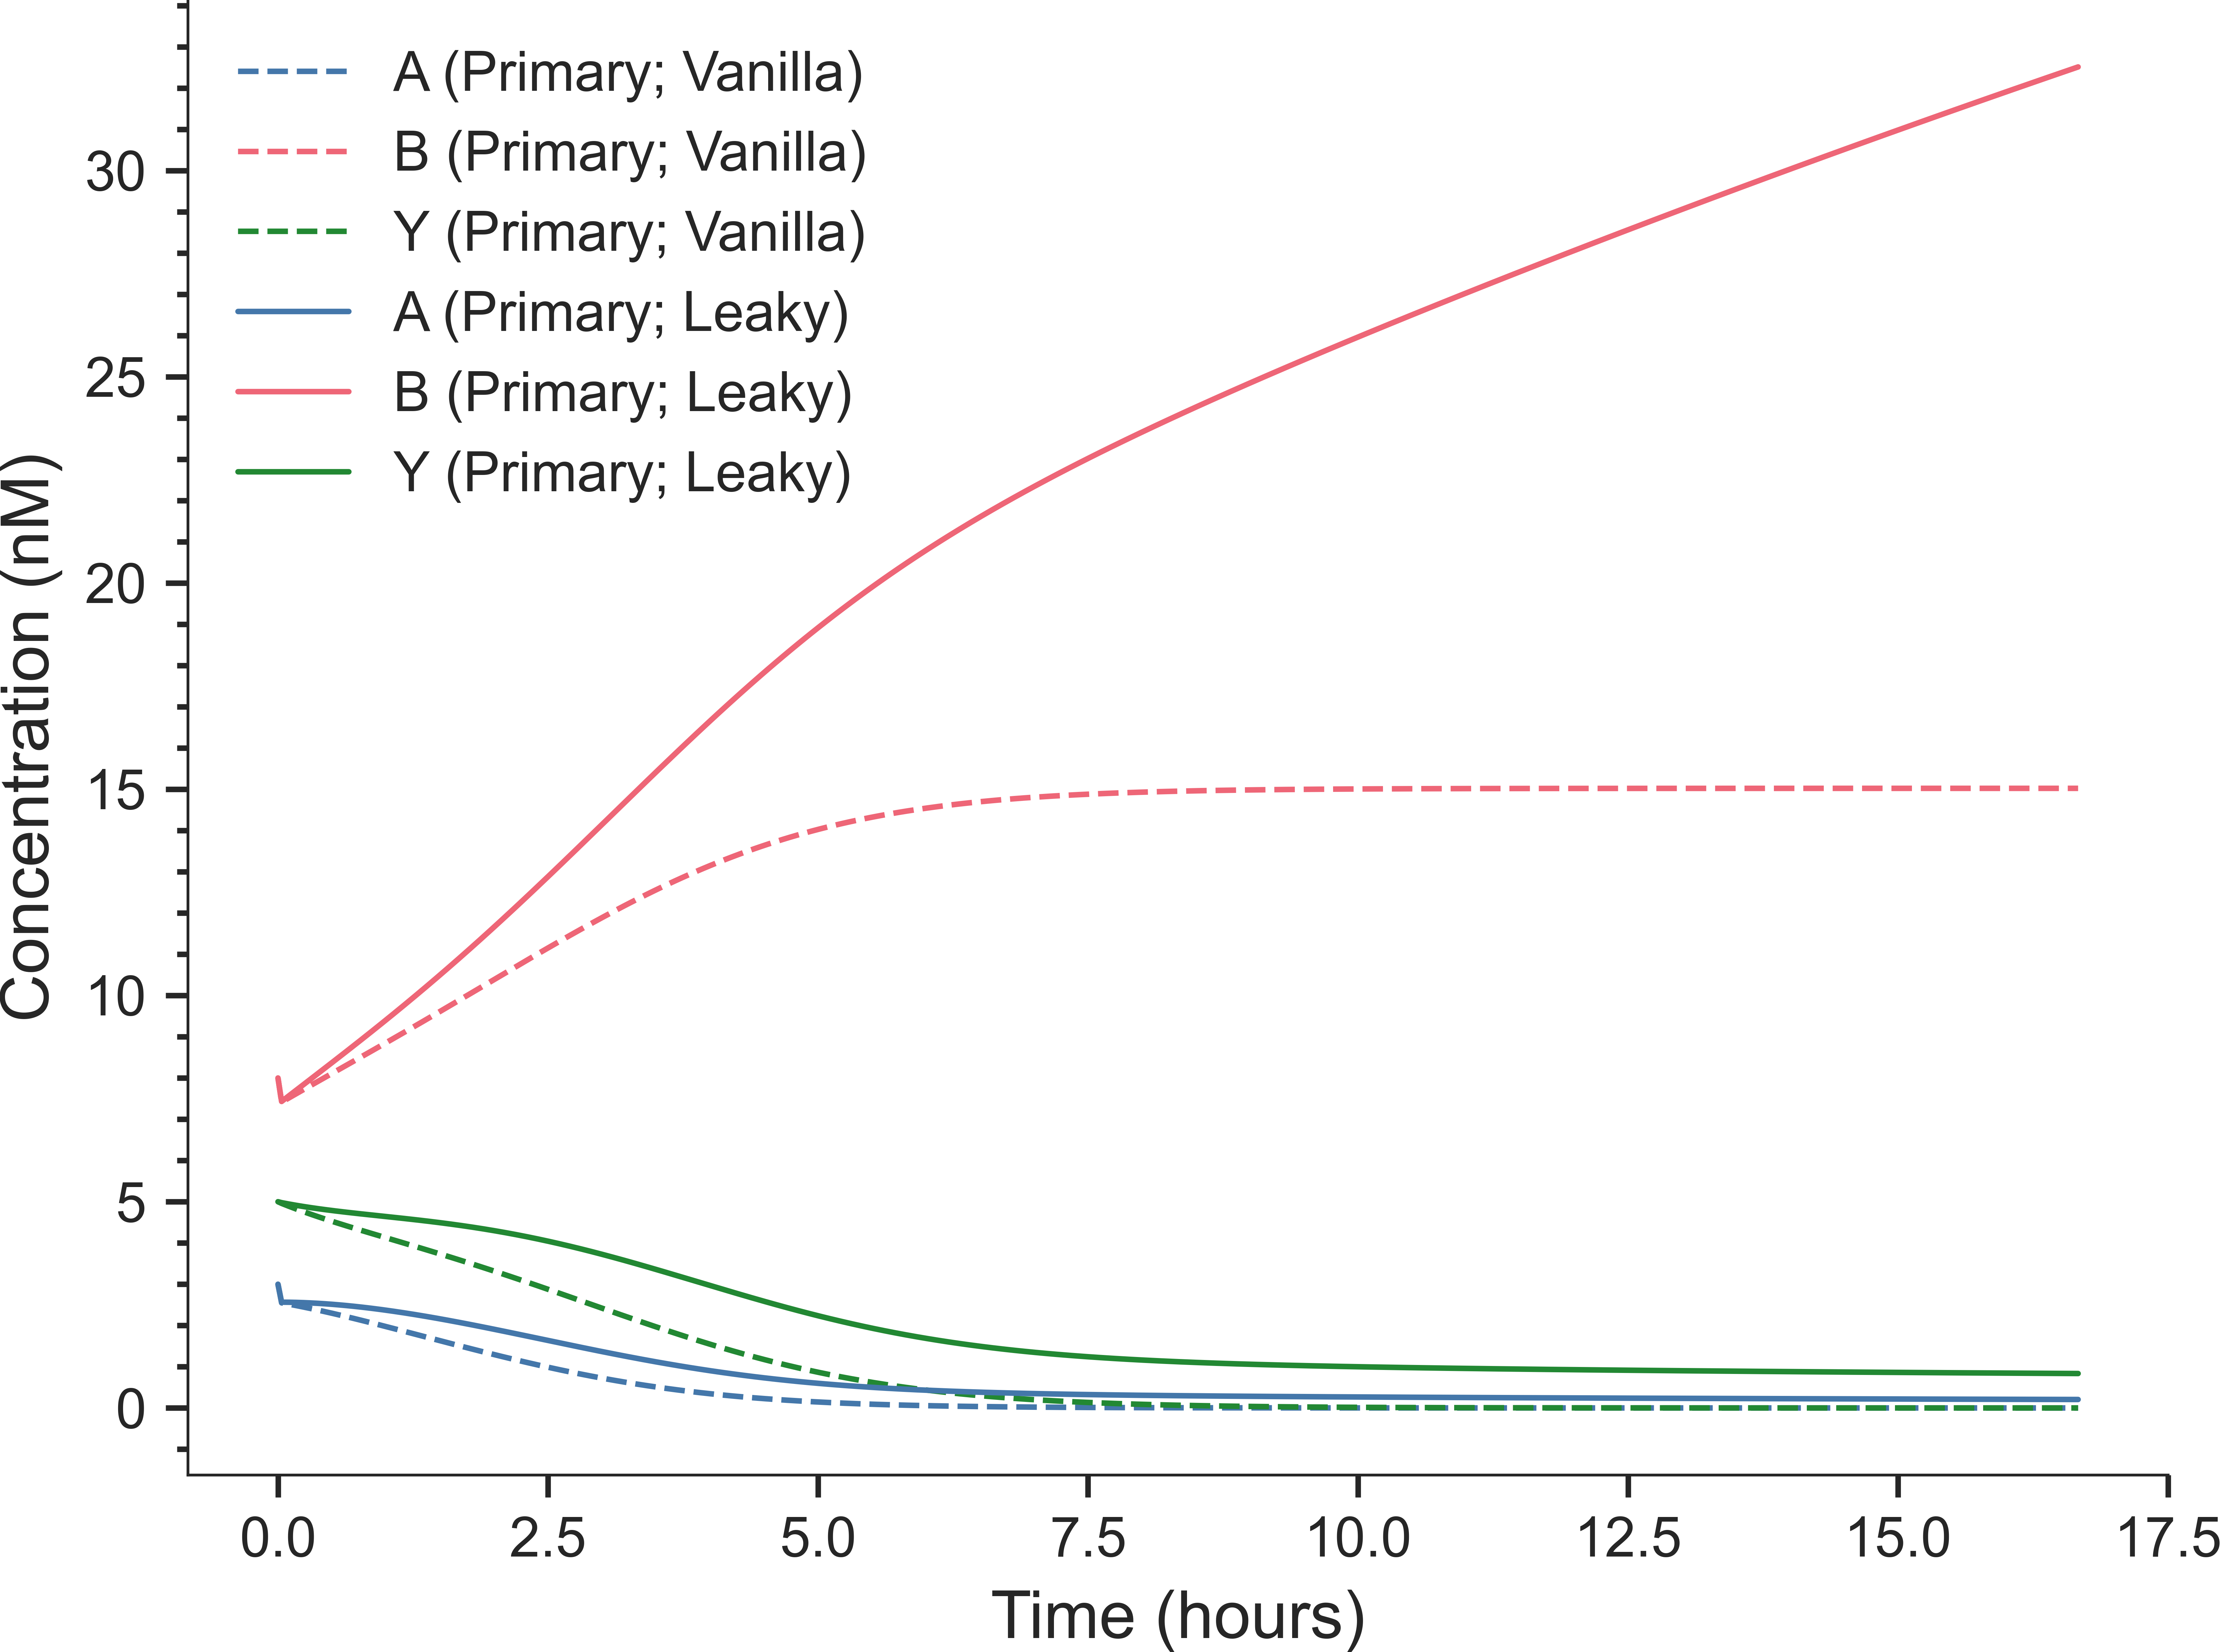 A (Primary; Vanilla)
B (Primary; Vanilla)
Y (Primary; Vanilla)
A (Primary; Leaky)
B (Primary; Leaky)
Y (Primary; Leaky)
Concentration (nM)
30
25
20
15
10
5
0
0.0 2.5 5.0 7.5 10.0 12.5 15.0 17.5
Time (hours)